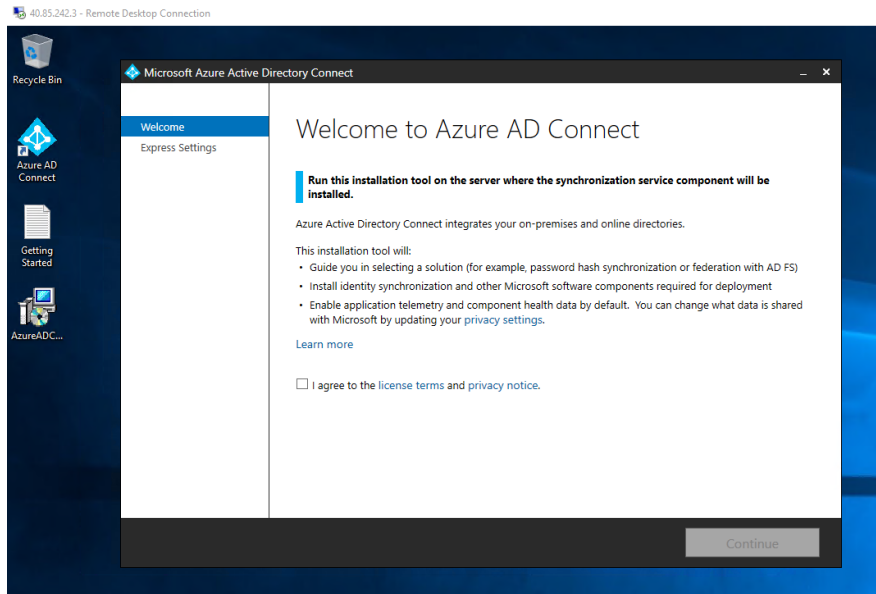 40.85.242.3 - Remote Desktop Connection
Recycle Bin
Azure AD
Connect
Getting
Started
AzureADC...
Microsoft Azure Active Directory Connect
Welcome
Express Settings
Welcome to Azure AD Connect
Run this installation tool on the server where the synchronization service component will be
installed.
Azure Active Directory Connect integrates your on-premises and online directories.
This installation tool will:
• Guide you in selecting a solution (for example, password hash synchronization or federation with AD FS)
• Install identity synchronization and other Microsoft software components required for deployment
• Enable application telemetry and component health data by default. You can change what data is shared
with Microsoft by updating your privacy settings.
Learn more
I agree to the license terms and privacy notice.
Continue